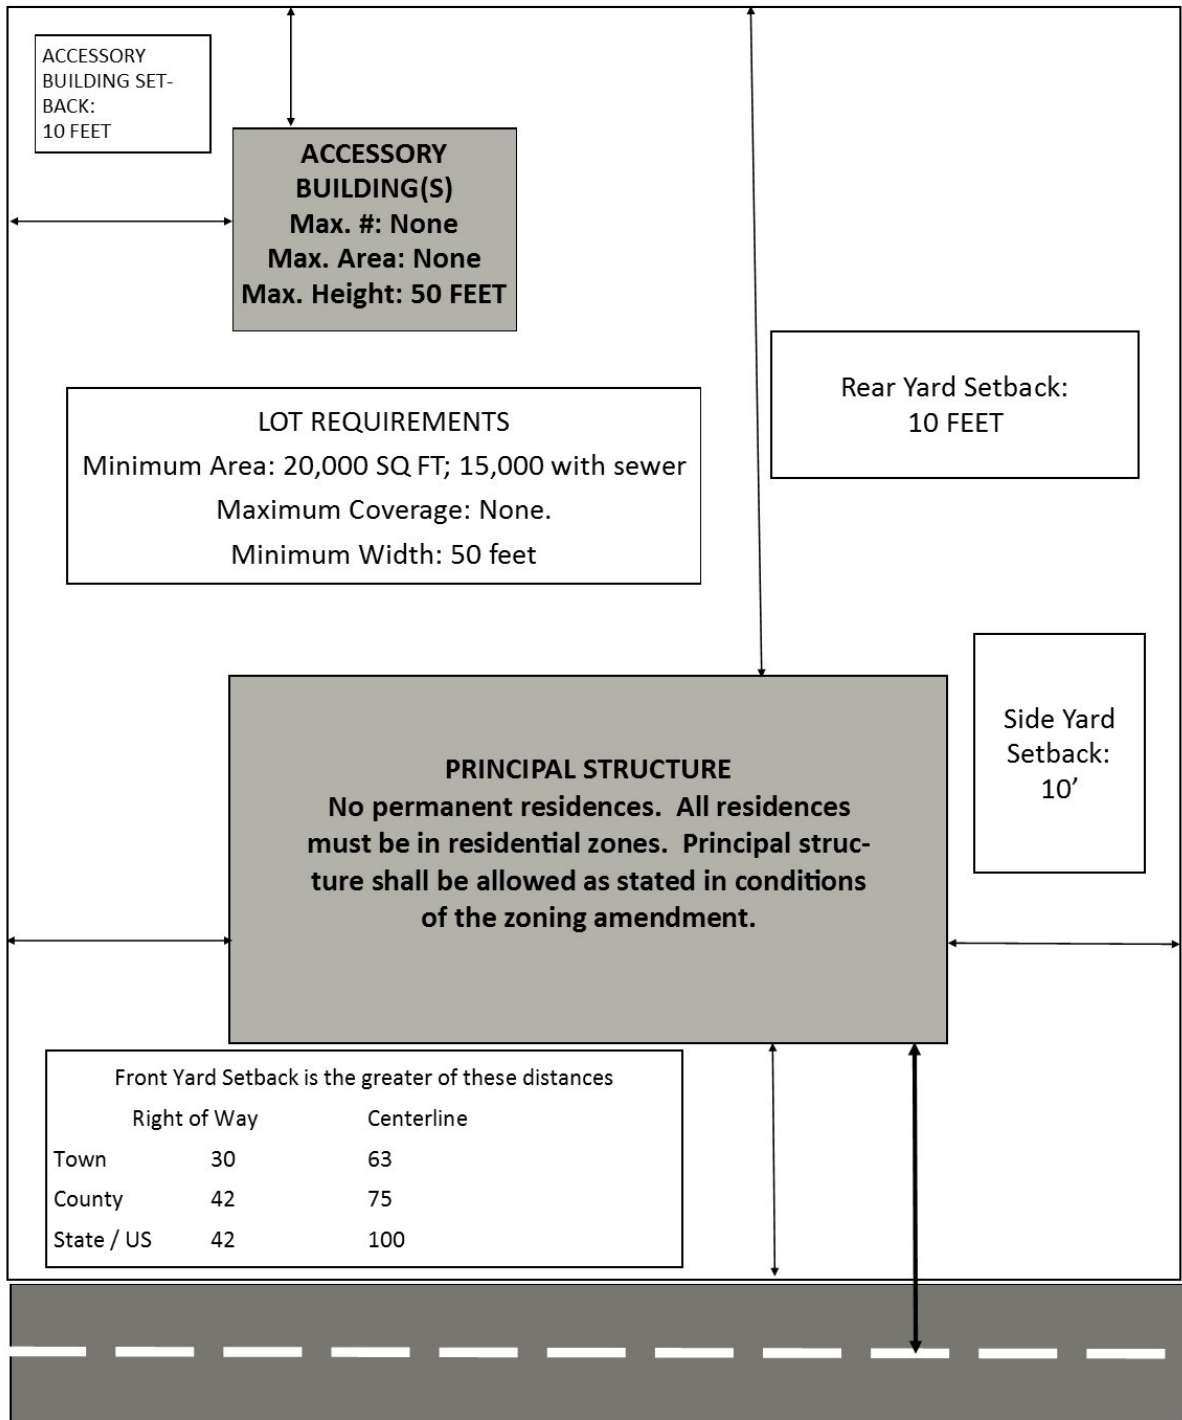 ACCESSORY
BUILDING SET-
BACK:
10 FEET
ACCESSORY
BUILDING(S)
Max. #: None
Max. Area: None
Max. Height: 50 FEET
Rear Yard Setback:
10 FEET
LOT REQUIREMENTS
Minimum Area: 20,000 SQ FT; 15,000 with sewer
Maximum Coverage: None.
Minimum Width: 50 feet
Side Yard
Setback:
10’
PRINCIPAL STRUCTURE
No permanent residences.  All residences
must be in residential zones.  Principal struc-
ture shall be allowed as stated in conditions
of the zoning amendment.
Front Yard Setback is the greater of these distances
Right of Way Centerline
Town 30 63
County 42 75
State / US 42 100